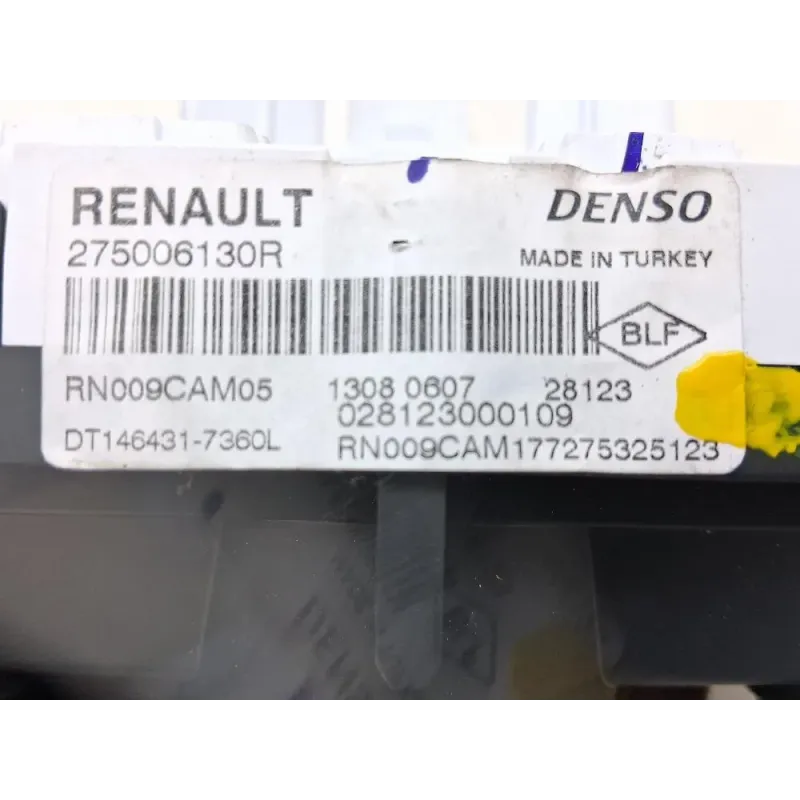 RENAULT DENSO
275006130R MADE IN TURKEY
BLF
RN009CAM05 1308 0607 28123
028123000109
DT146431-7360L RN009CAM177275325123